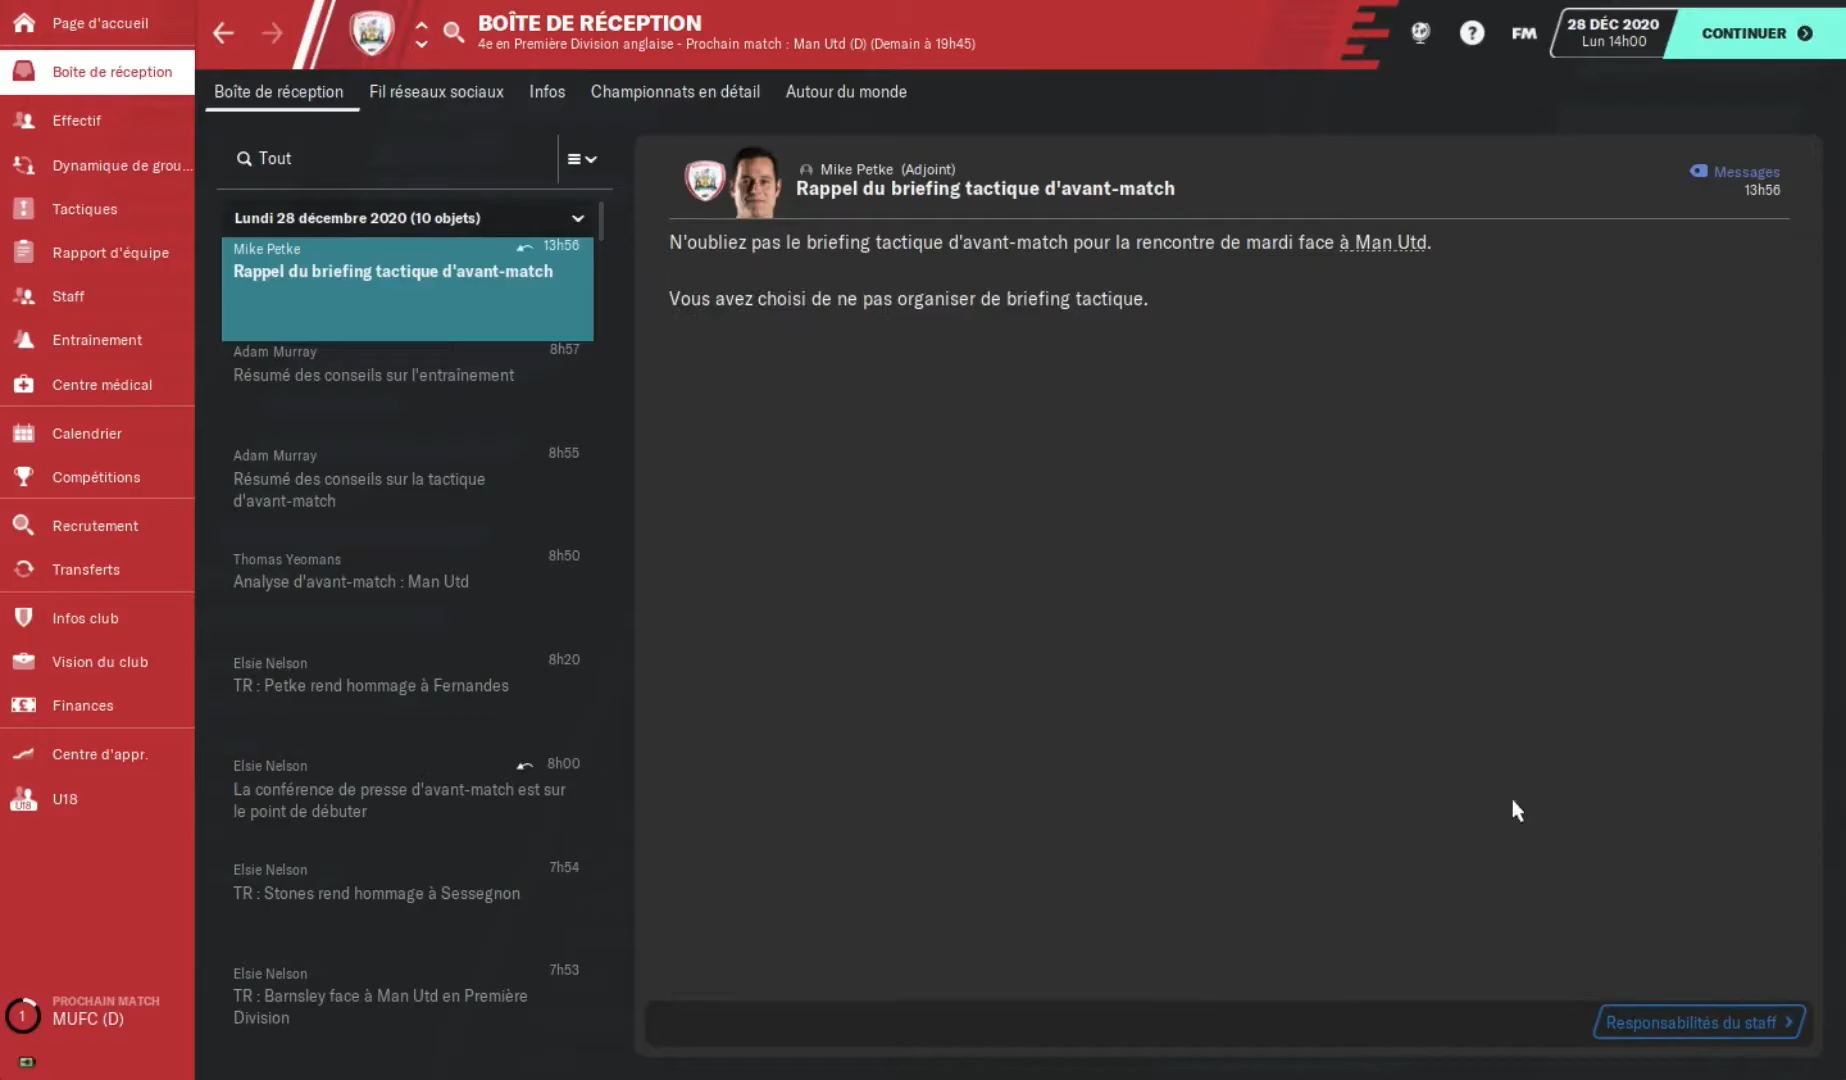 Page d'accueil
Boîte de réception
Effectif
Dynamique de grou...
Tactiques
Rapport d'équipe
Staff
Entraînement
Centre médical
Calendrier
Compétitions
Recrutement
Transferts
Infos club
Vision du club
Finances
Centre d'appr.
U18
U18
1
PROCHAIN MATCH
MUFC (D)
BOÎTE DE RÉCEPTION
4e en Première Division anglaise - Prochain match : Man Utd (D) (Demain à 19h45)
?
FM
28 DÉC 2020
Lun 14h00
CONTINUER
Boîte de réception
Fil réseaux sociaux
Infos
Championnats en détail
Autour du monde
Tout
Lundi 28 décembre 2020 (10 objets)
Mike Petke 13h56
Rappel du briefing tactique d'avant-match
Adam Murray 8h57
Résumé des conseils sur l'entraînement
Adam Murray 8h55
Résumé des conseils sur la tactique
d'avant-match
Thomas Yeomans 8h50
Analyse d'avant-match : Man Utd
Elsie Nelson 8h20
TR : Petke rend hommage à Fernandes
Elsie Nelson 8h00
La conférence de presse d'avant-match est sur
le point de débuter
Elsie Nelson 7h54
TR : Stones rend hommage à Sessegnon
Elsie Nelson 7h53
TR : Barnsley face à Man Utd en Première
Division
Mike Petke (Adjoint)
Rappel du briefing tactique d'avant-match
Messages
13h56
N'oubliez pas le briefing tactique d'avant-match pour la rencontre de mardi face à Man Utd.
Vous avez choisi de ne pas organiser de briefing tactique.
Responsabilités du staff